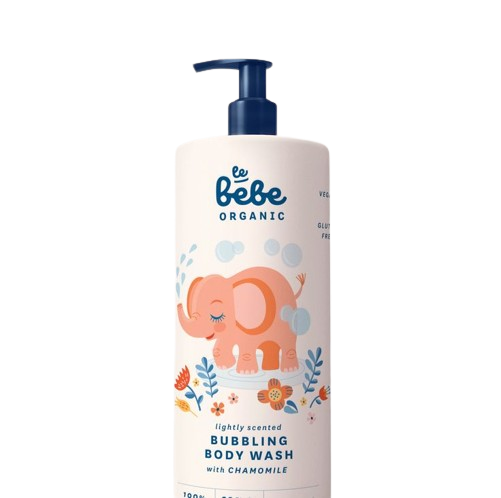 le
bebe
ORGANIC
lightly scented
BUBBLING
BODY WASH
with CHAMOMILE